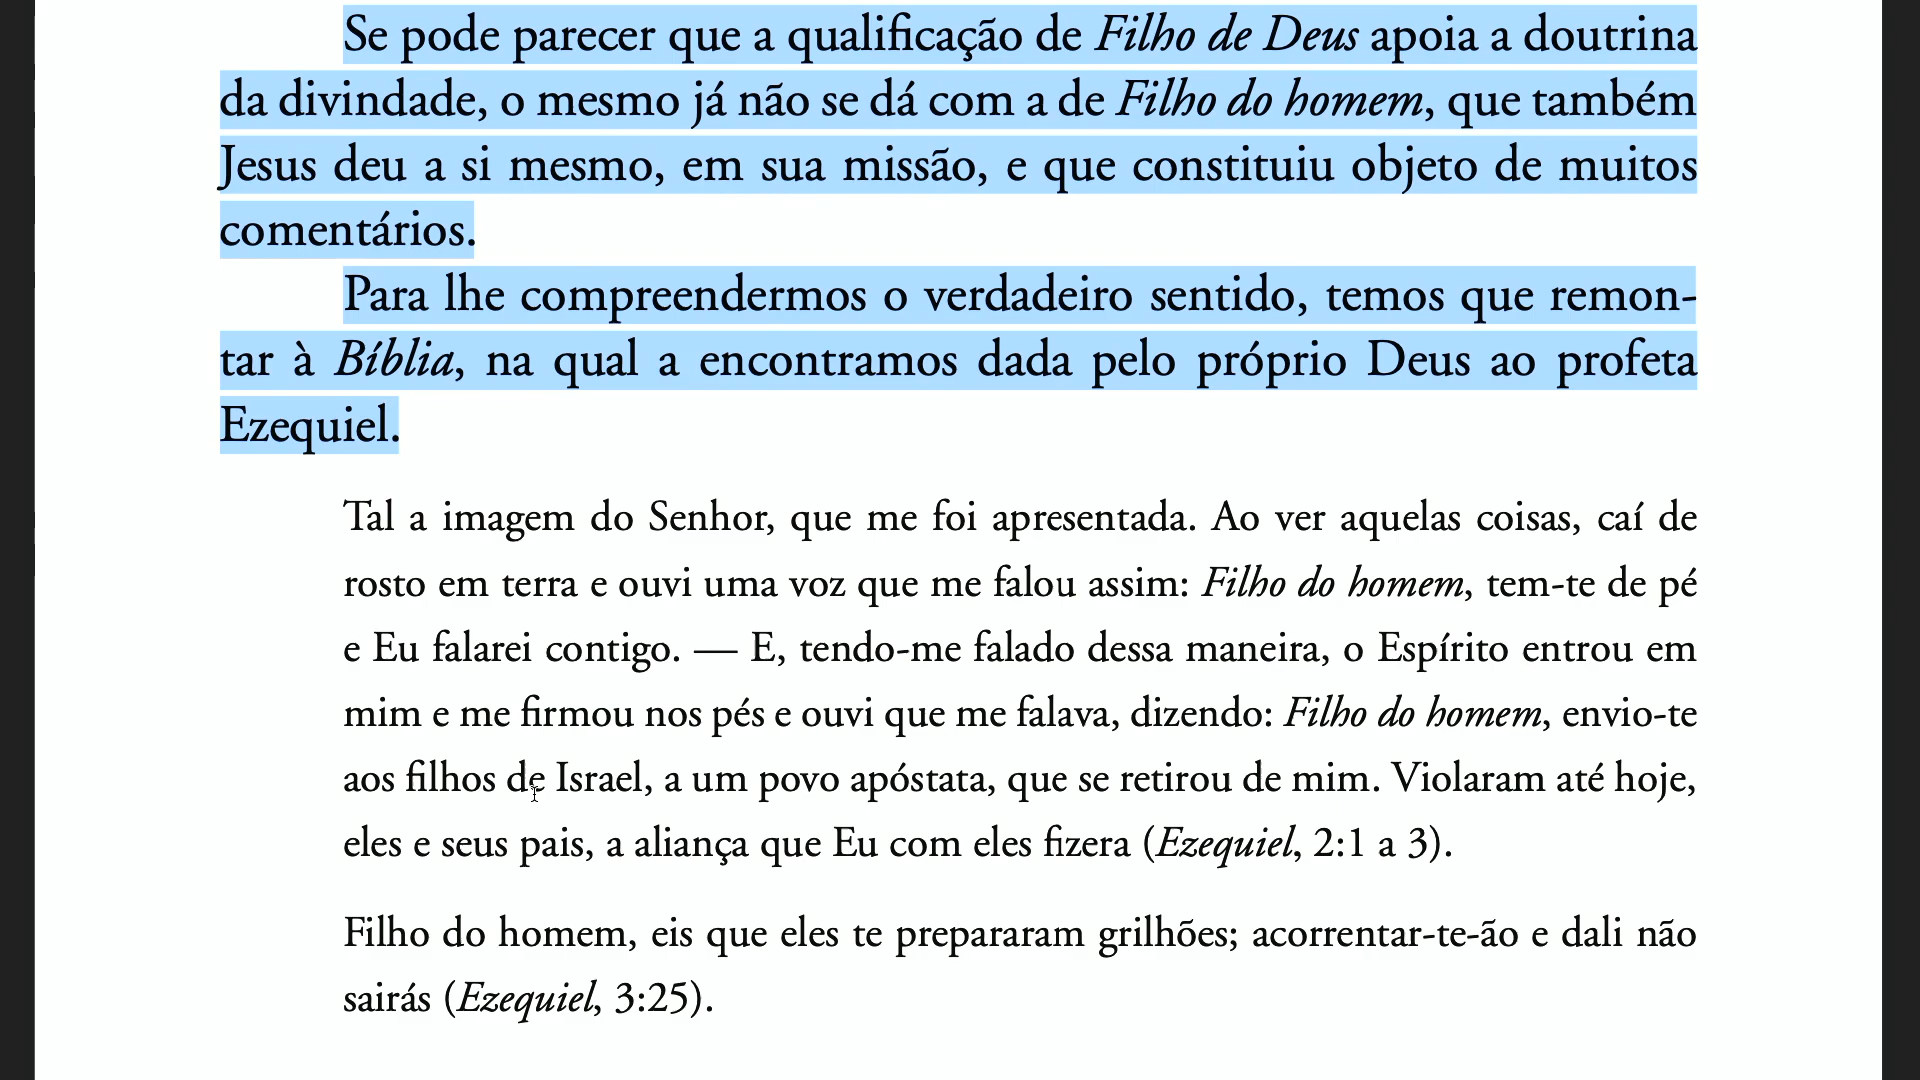 Se pode parecer que a qualificação de Filho de Deus apoia a doutrina
da divindade, o mesmo já não se dá com a de Filho do homem, que também
Jesus deu a si mesmo, em sua missão, e que constituiu objeto de muitos
comentários.
Para lhe compreendermos o verdadeiro sentido, temos que remon-
tar à Bíblia, na qual a encontramos dada pelo próprio Deus ao profeta
Ezequiel.
Tal a imagem do Senhor, que me foi apresentada. Ao ver aquelas coisas, caí de
rosto em terra e ouvi uma voz que me falou assim: Filho do homem, tem-te de pé
e Eu falarei contigo. — E, tendo-me falado dessa maneira, o Espírito entrou em
mim e me firmou nos pés e ouvi que me falava, dizendo: Filho do homem, envio-te
aos filhos de Israel, a um povo apóstata, que se retirou de mim. Violaram até hoje,
eles e seus pais, a aliança que Eu com eles fizera (Ezequiel, 2:1 a 3).
Filho do homem, eis que eles te prepararam grilhões; acorrentar-te-ão e dali não
sairás (Ezequiel, 3:25).